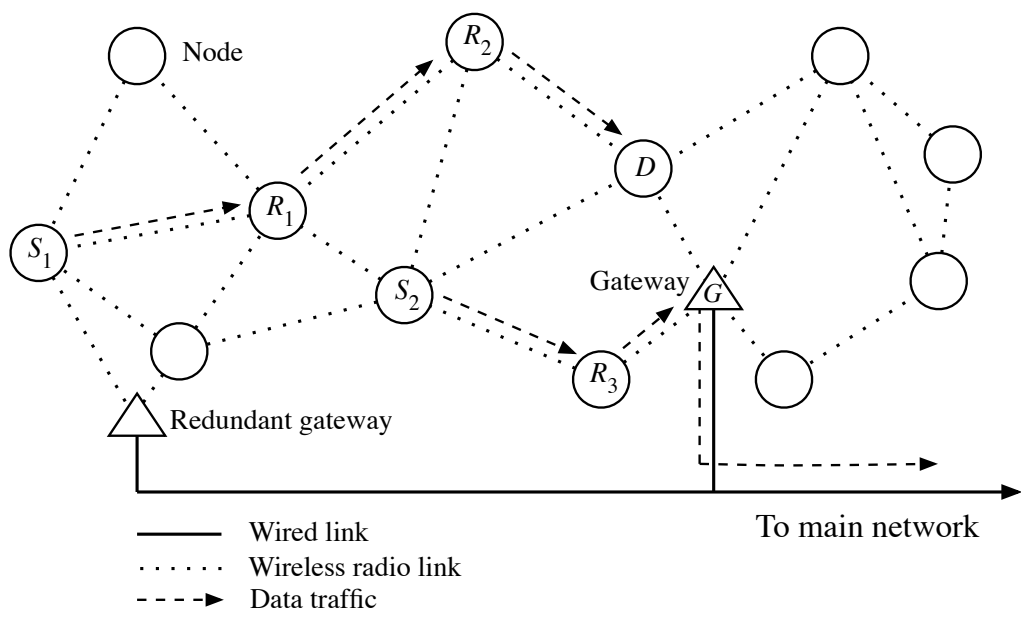 R2
Node
D
R1
S1
Gateway
G
S2
R3
Redundant gateway
To main network
Wired link
Wireless radio link
Data traffic